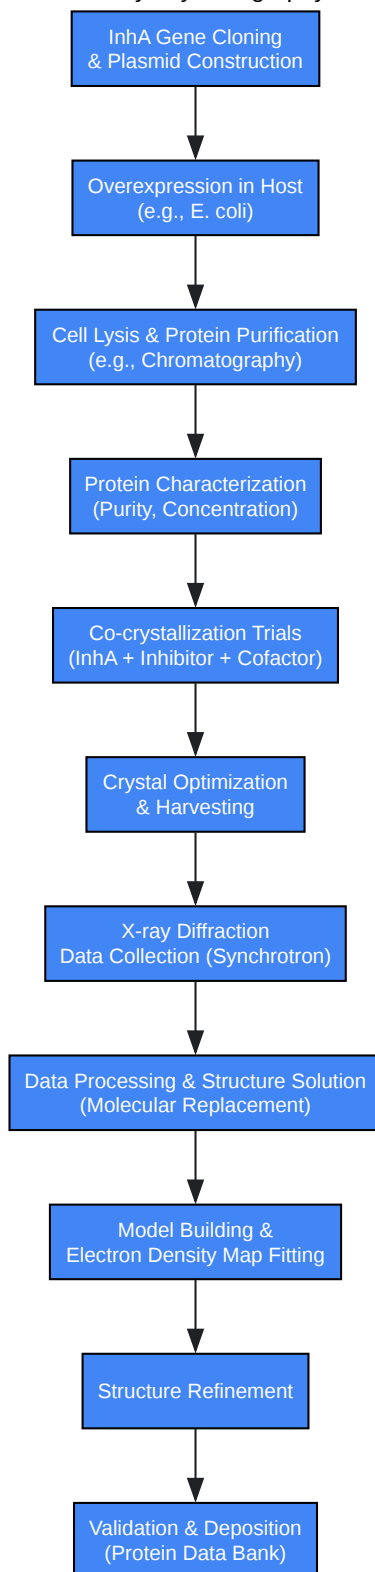 InhA Gene Cloning
& Plasmid Construction
Overexpression in Host
(e.g., E. coli)
Cell Lysis & Protein Purification
(e.g., Chromatography)
Protein Characterization
(Purity, Concentration)
Co-crystallization Trials
(InhA + Inhibitor + Cofactor)
Crystal Optimization
& Harvesting
X-ray Diffraction
Data Collection (Synchrotron)
Data Processing & Structure Solution
(Molecular Replacement)
Model Building &
Electron Density Map Fitting
Structure Refinement
Validation & Deposition
(Protein Data Bank)